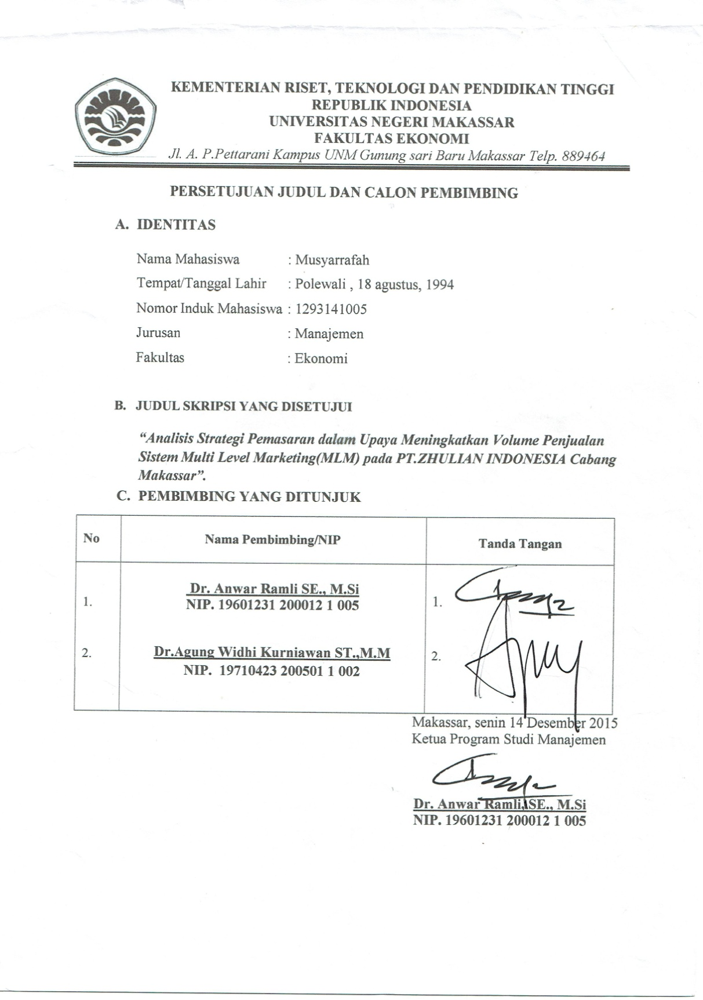 KEMENTERIAN RISET, TEKNOLOGI DAN PENDIDIKAN TINGGI
REPUBLIK INDONESIA
UNIVERSITAS NEGERI MAKASSAR
FAKULTAS EKONOMI
Jl. A. P.Pettarani Kampus UNM Gunung sari Baru Makassar Telp. 889464
PERSETUJUAN JUDUL DAN CALON PEMBIMBING
A. IDENTITAS
Nama Mahasiswa : Musyarrafah
Tempat/Tanggal Lahir : Polewali , 18 agustus, 1994
Nomor Induk Mahasiswa : 1293141005
Jurusan : Manajemen
Fakultas : Ekonomi
B. JUDUL SKRIPSI YANG DISETUJUI
“Analisis Strategi Pemasaran dalam Upaya Meningkatkan Volume Penjualan
Sistem Multi Level Marketing(MLM) pada PT.ZHULIAN INDONESIA Cabang
Makassar”.
C. PEMBIMBING YANG DITUNJUK
No Nama Pembimbing/NIP Tanda Tangan
1. Dr. Anwar Ramli SE., M.Si 1.
NIP. 19601231 200012 1 005
2. Dr.Agung Widhi Kurniawan ST.,M.M 2.
NIP. 19710423 200501 1 002
Makassar, senin 14 Desember 2015
Ketua Program Studi Manajemen
Dr. Anwar Ramli, SE., M.Si
NIP. 19601231 200012 1 005